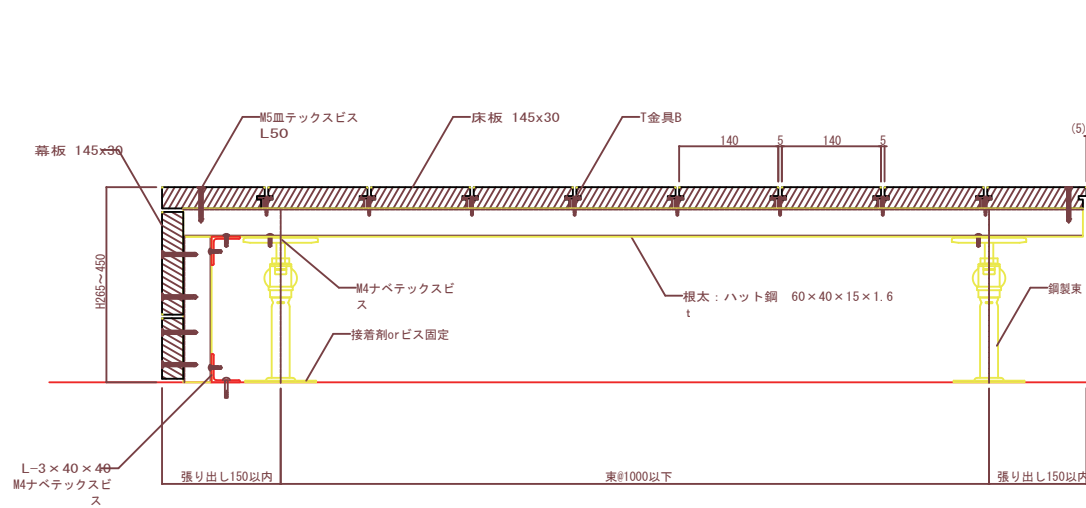 M5皿テックスビス
L50
床板 145x30
T金具B
幕板 145x30
140
5
140
5
(5)
H265～450
M4ナベテックスビ
ス
根太：ハット鋼 60×40×15×1.6
t
鋼製束
接着剤orビス固定
L-3×40×40
M4ナベテックスビ
ス
張り出し150以内
束@1000以下
張り出し150以内